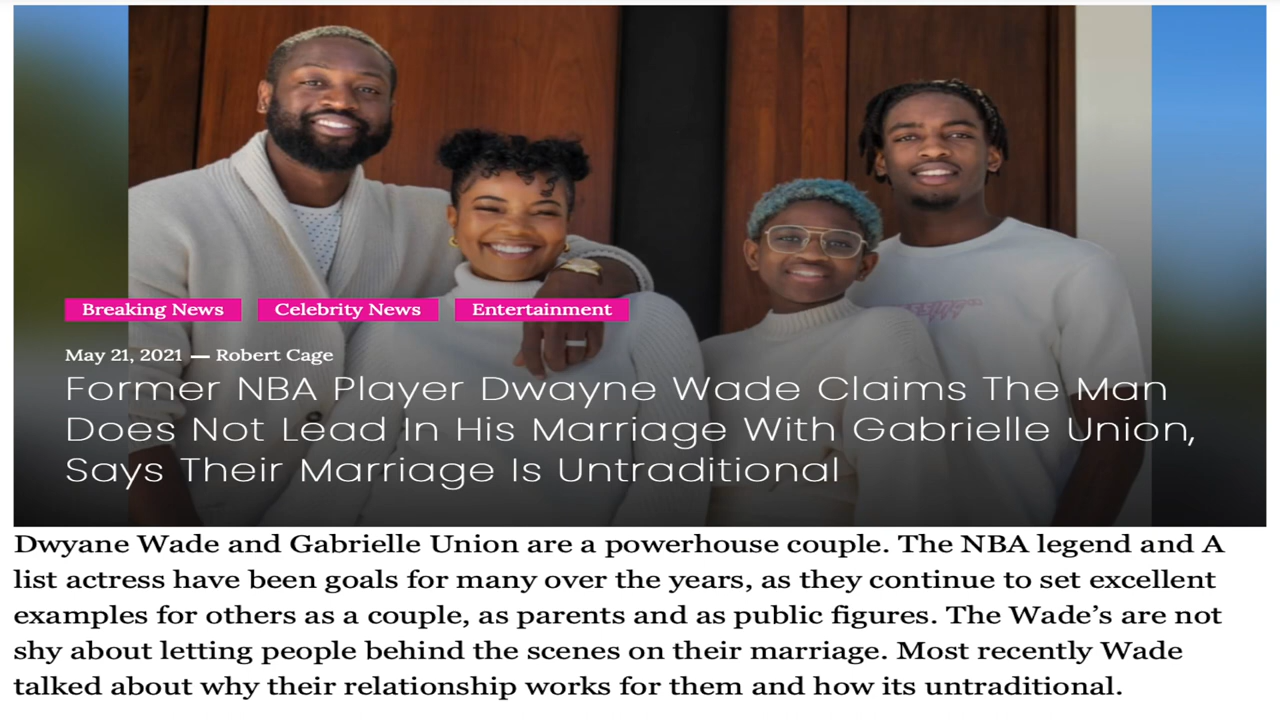 Breaking News Celebrity News Entertainment
May 21, 2021 — Robert Cage
Former NBA Player Dwayne Wade Claims The Man
Does Not Lead In His Marriage With Gabrielle Union,
Says Their Marriage Is Untraditional
Dwyane Wade and Gabrielle Union are a powerhouse couple. The NBA legend and A
list actress have been goals for many over the years, as they continue to set excellent
examples for others as a couple, as parents and as public figures. The Wade’s are not
shy about letting people behind the scenes on their marriage. Most recently Wade
talked about why their relationship works for them and how its untraditional.